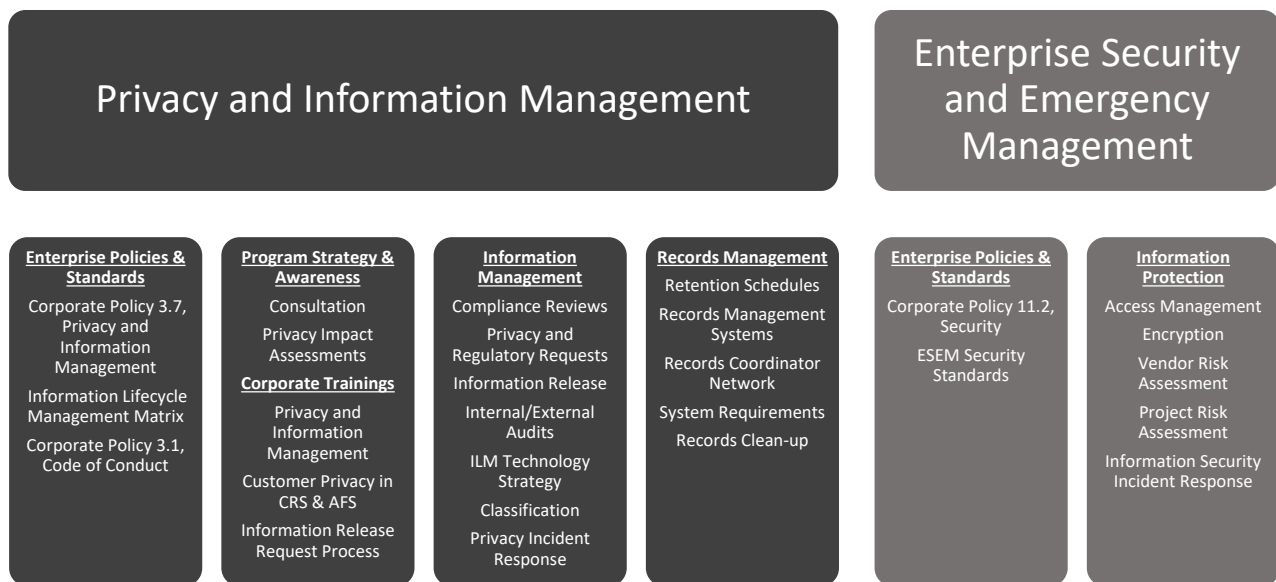 Privacy and Information Management
Enterprise Security
and Emergency
Management
Enterprise Policies &
Standards
Corporate Policy 3.7,
Privacy and
Information
Management
Information Lifecycle
Management Matrix
Corporate Policy 3.1,
Code of Conduct
Program Strategy &
Awareness
Consultation
Privacy Impact
Assessments
Corporate Trainings
Privacy and
Information
Management
Customer Privacy in
CRS & AFS
Information Release
Request Process
Information
Management
Compliance Reviews
Privacy and
Regulatory Requests
Information Release
Internal/External
Audits
ILM Technology
Strategy
Classification
Privacy Incident
Response
Records Management
Retention Schedules
Records Management
Systems
Records Coordinator
Network
System Requirements
Records Clean-up
Enterprise Policies &
Standards
Corporate Policy 11.2,
Security
ESEM Security
Standards
Information
Protection
Access Management
Encryption
Vendor Risk
Assessment
Project Risk
Assessment
Information Security
Incident Response